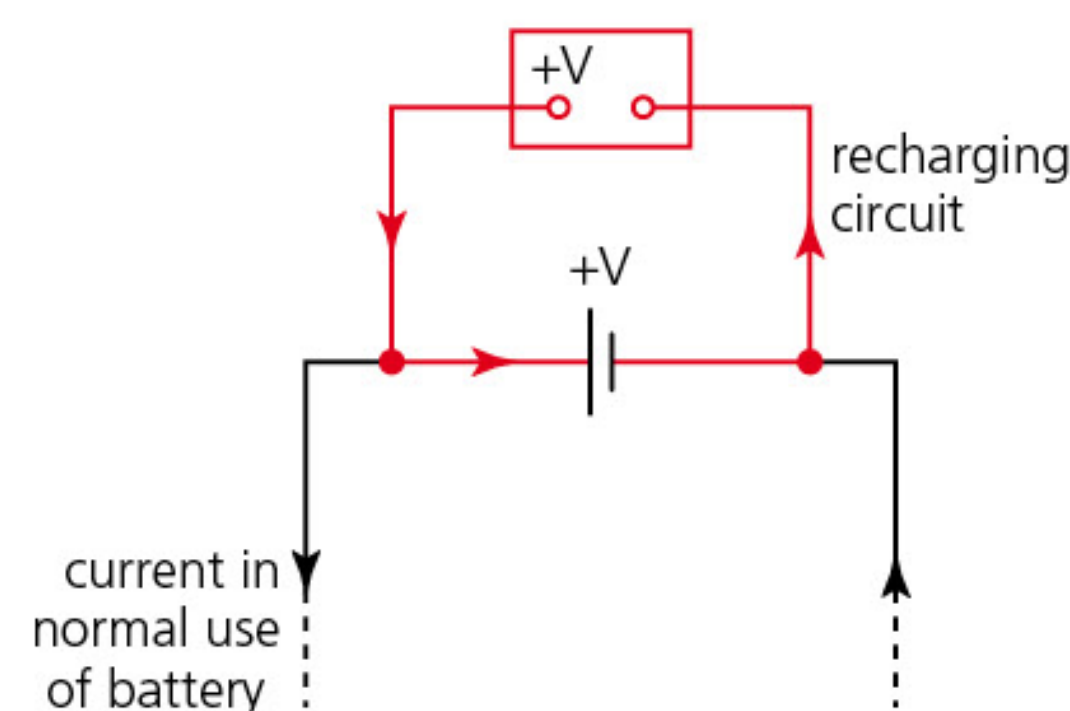 +V
recharging
circuit
+V
current in
normal use
of battery